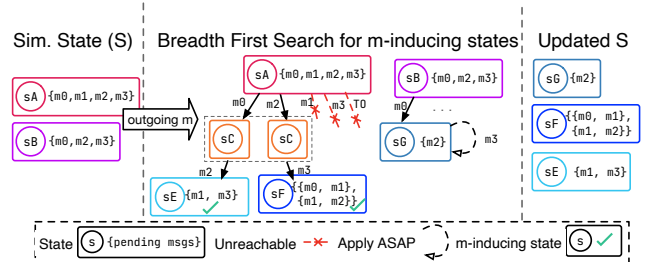 Sim. State (S)
Breadth First Search for m-inducing states
Updated S
sA {m0,m1,m2,m3}
sB {m0,m2,m3}
outgoing m
sA {m0,m1,m2,m3}
m0
m2
m1
m3
TO
sC
sC
m2
m3
sE {m1, m3}
sF {{m0, m1},
{m1, m2}}
sB {m0,m2,m3}
m0
. . .
sG {m2}
m3
sG {m2}
sF {{m0, m1},
{m1, m2}}
sE {m1, m3}
State s {pending msgs} Unreachable Apply ASAP m-inducing state s